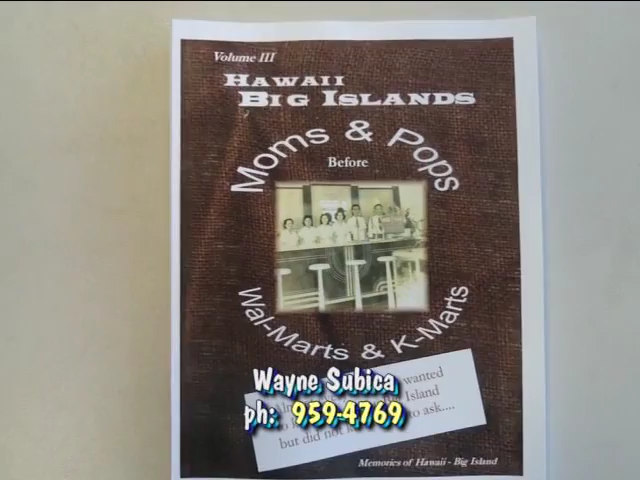 Volume III
HAWAII
BIG ISLANDS
Moms & Pops
Before
Wal-Marts & K-Marts
wanted
Island
but did not to ask....
Wayne Subica
ph: 959-4769
Memories of Hawaii - Big Island